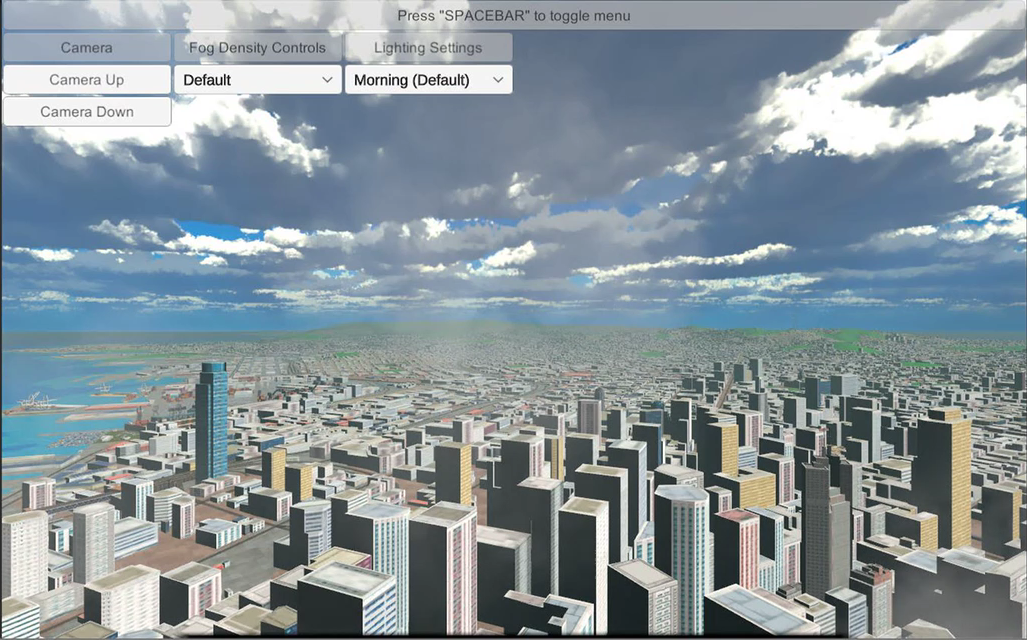 Press "SPACEBAR" to toggle menu
Camera
Fog Density Controls
Lighting Settings
Camera Up
Default
Morning (Default)
Camera Down